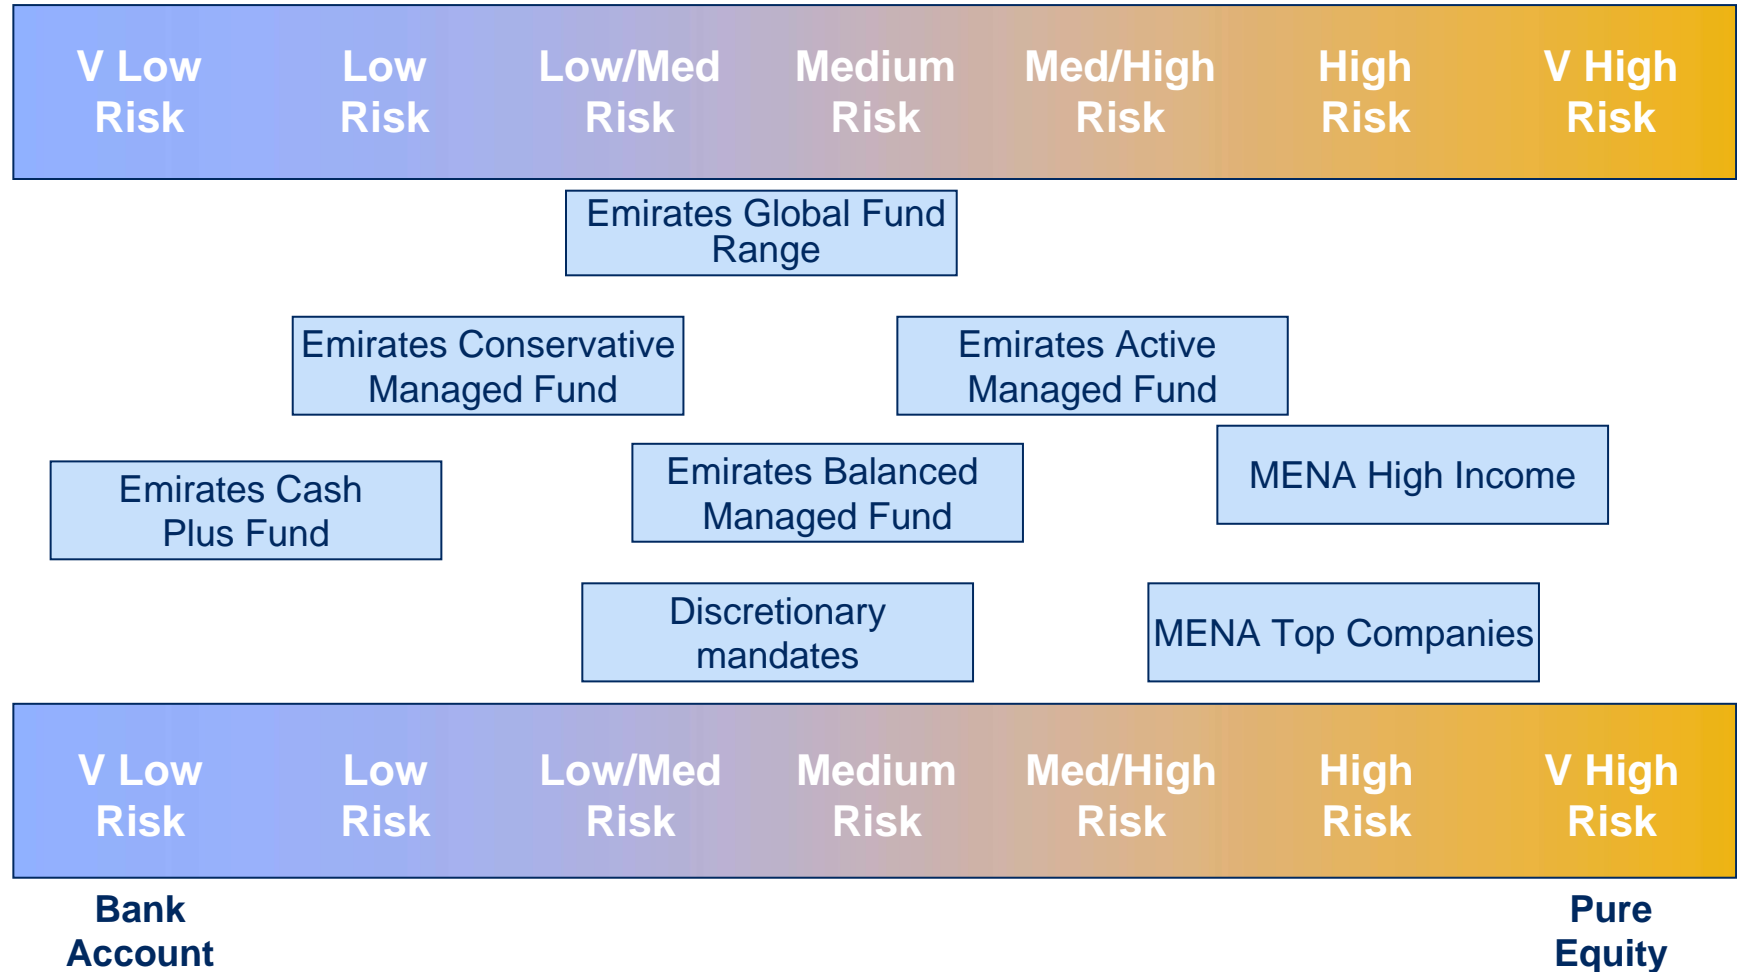 V Low Risk
Low Risk
Low/Med Risk
Medium Risk
Med/High Risk
High Risk
V High Risk
Emirates Global Fund
Range
Emirates Conservative
Managed Fund
Emirates Active
Managed Fund
Emirates Cash
Plus Fund
Emirates Balanced
Managed Fund
MENA High Income
Discretionary
mandates
MENA Top Companies
V Low Risk
Low Risk
Low/Med Risk
Medium Risk
Med/High Risk
High Risk
V High Risk
Bank
Account
Pure
Equity